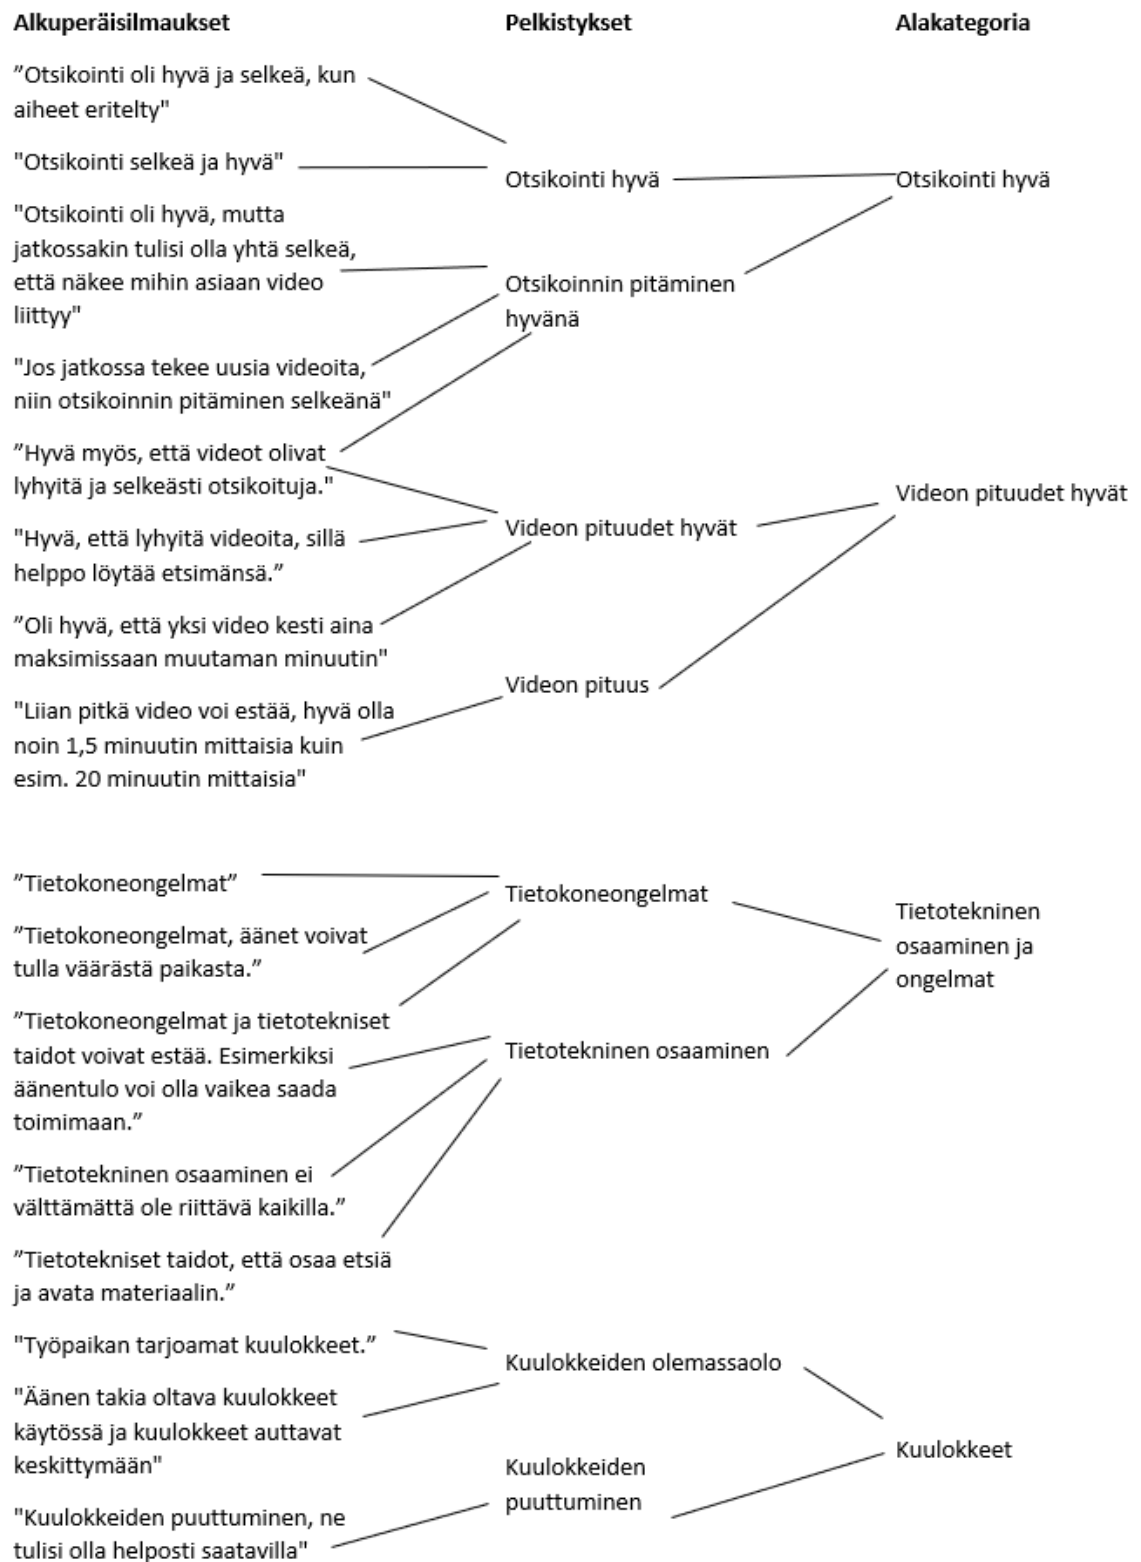 Alkuperäisilmaukset
Pelkistykset
Alakategoria
”Otsikointi oli hyvä ja selkeä, kun
aiheet eritelty"
"Otsikointi selkeä ja hyvä"
Otsikointi hyvä
Otsikointi hyvä
"Otsikointi oli hyvä, mutta
jatkossakin tulisi olla yhtä selkeä,
että näkee mihin asiaan video
liittyy"
Otsikoinnin pitäminen
hyvänä
"Jos jatkossa tekee uusia videoita,
niin otsikoinnin pitäminen selkeänä"
”Hyvä myös, että videot olivat
lyhyitä ja selkeästi otsikoituja."
Videon pituudet hyvät
Videon pituudet hyvät
"Hyvä, että lyhyitä videoita, sillä
helppo löytää etsimänsä.”
”Oli hyvä, että yksi video kesti aina
maksimissaan muutaman minuutin"
Videon pituus
"Liian pitkä video voi estää, hyvä olla
noin 1,5 minuutin mittaisia kuin
esim. 20 minuutin mittaisia"
”Tietokoneongelmat”
Tietokoneongelmat
Tietotekninen
osaaminen ja
ongelmat
”Tietokoneongelmat, äänet voivat
tulla väärästä paikasta.”
”Tietokoneongelmat ja tietotekniset
taidot voivat estää. Esimerkiksi
äänentulo voi olla vaikea saada
toimimaan.”
Tietotekninen osaaminen
”Tietotekninen osaaminen ei
välttämättä ole riittävä kaikilla.”
”Tietotekniset taidot, että osaa etsiä
ja avata materiaalin.”
"Työpaikan tarjoamat kuulokkeet.”
Kuulokkeiden olemassaolo
"Äänen takia oltava kuulokkeet
käytössä ja kuulokkeet auttavat
keskittymään"
Kuulokkeet
Kuulokkeiden
puuttuminen
"Kuulokkeiden puuttuminen, ne
tulisi olla helposti saatavilla"